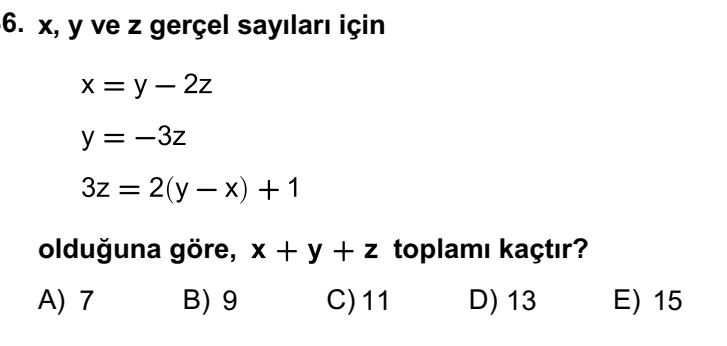 6. x, y ve z gerçel sayıları için
x = y – 2z
y = –3z
3z = 2(y – x) + 1
olduğuna göre, x + y + z toplamı kaçtır?
A) 7 B) 9 C) 11 D) 13 E) 15